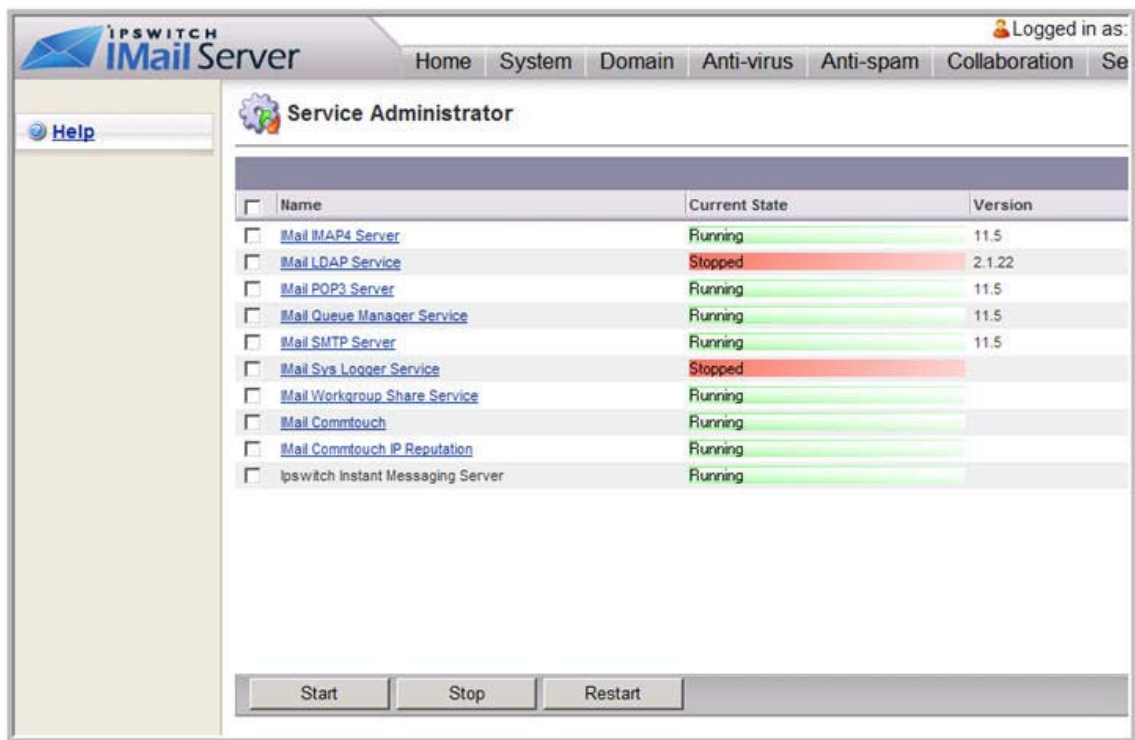 IPSWITCH
IMail Server
Logged in as:
Home System Domain Anti-virus Anti-spam Collaboration Se
Help
Service Administrator
Name Current State Version
IMail IMAP4 Server Running 11.5
IMail LDAP Service Stopped 2.1.22
IMail POP3 Server Running 11.5
IMail Queue Manager Service Running 11.5
IMail SMTP Server Running 11.5
IMail Sys Logger Service Stopped
IMail Workgroup Share Service Running
IMail Commtouch Running
IMail Commtouch IP Reputation Running
Ipswitch Instant Messaging Server Running
Start Stop Restart